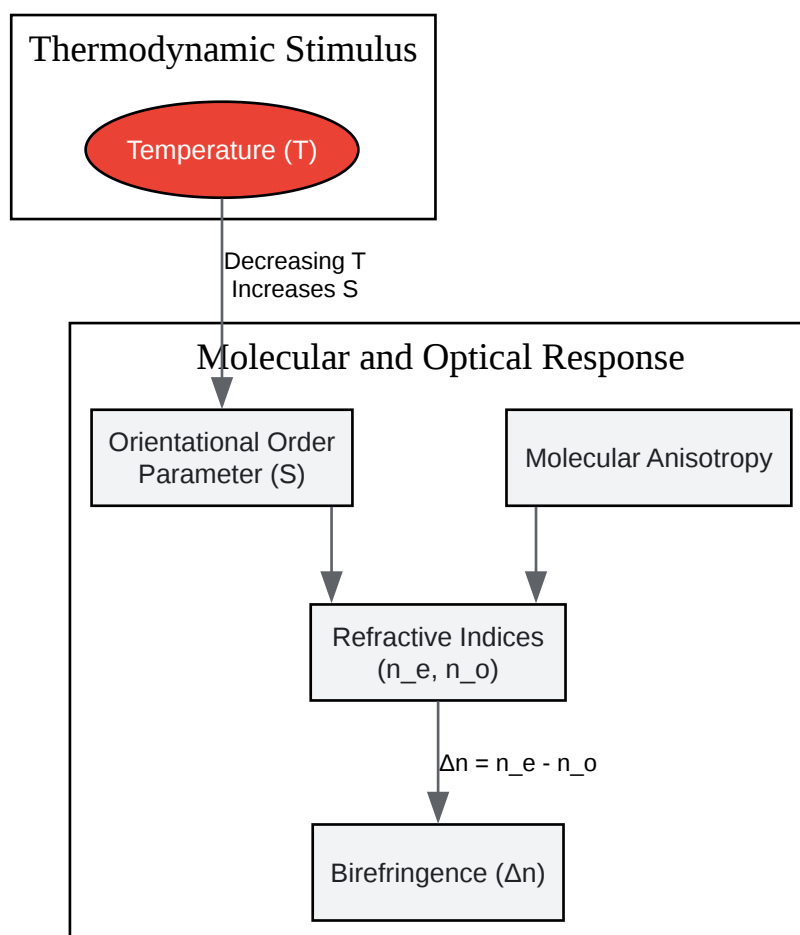 Thermodynamic Stimulus
Temperature (T)
Decreasing T
Increases S
Molecular and Optical Response
Orientational Order
Parameter (S)
Molecular Anisotropy
Refractive Indices
(n_e, n_o)
Δn = n_e - n_o
Birefringence (Δn)